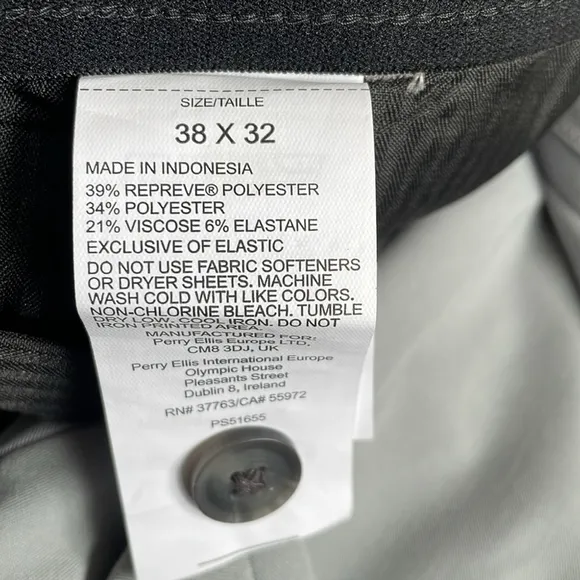 SIZE/TAILLE
38 X 32
MADE IN INDONESIA
39% REPREVE® POLYESTER
34% POLYESTER
21% VISCOSE 6% ELASTANE
EXCLUSIVE OF ELASTIC
DO NOT USE FABRIC SOFTENERS
OR DRYER SHEETS. MACHINE
WASH COLD WITH LIKE COLORS.
NON-CHLORINE BLEACH. TUMBLE
DRY LOW. COOL IRON. DO NOT
IRON PRINTED AREA.
MANUFACTURED FOR:
Perry Ellis Europe LTD,
CM8 3DJ, UK
Perry Ellis International Europe
Olympic House
Pleasants Street
Dublin 8, Ireland
RN# 37763/CA# 55972
PS51655